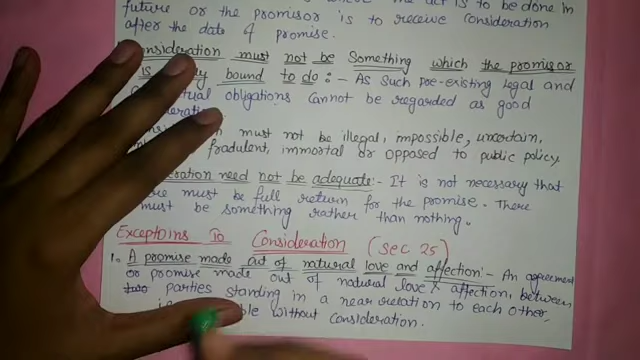 future or the promisor is to receive consideration
after the date of promise.
Consideration must not be Something which the promisor
is bound to do :- As such pre-existing legal and
obligations cannot be regarded as good
must not be illegal, impossible, uncertain,
fradulent, immortal or opposed to public policy.
need not be adequate:- It is not necessary that
must be full return for the promise. There
must be something rather than nothing.
Exceptoins To Consideration (Sec 25)
1. A promise made out of natural love and affection:- An agreement
or promise made out of natural love & affection, between
two parties standing in a near relation to each other,
without consideration.